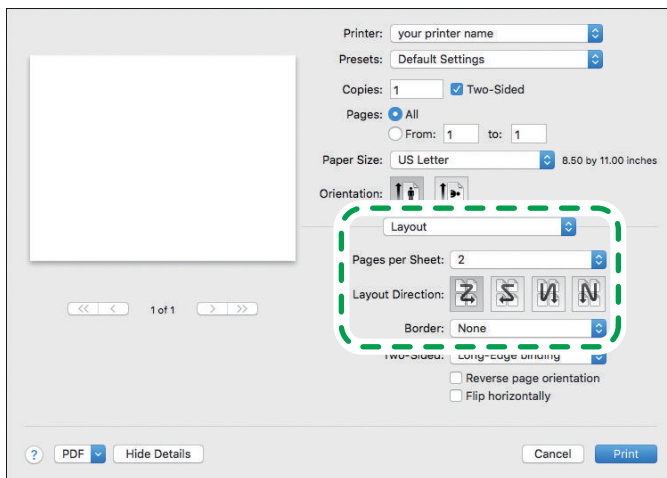 Printer: your printer name
Presets: Default Settings
Copies: 1 Two-Sided
Pages: All
From: 1 to: 1
Paper Size: US Letter 8.50 by 11.00 inches
Orientation:
Layout
Pages per Sheet: 2
Layout Direction:
1 of 1
Border: None
Two-Sided: Long-Edge binding
Reverse page orientation
Flip horizontally
? PDF Hide Details Cancel Print